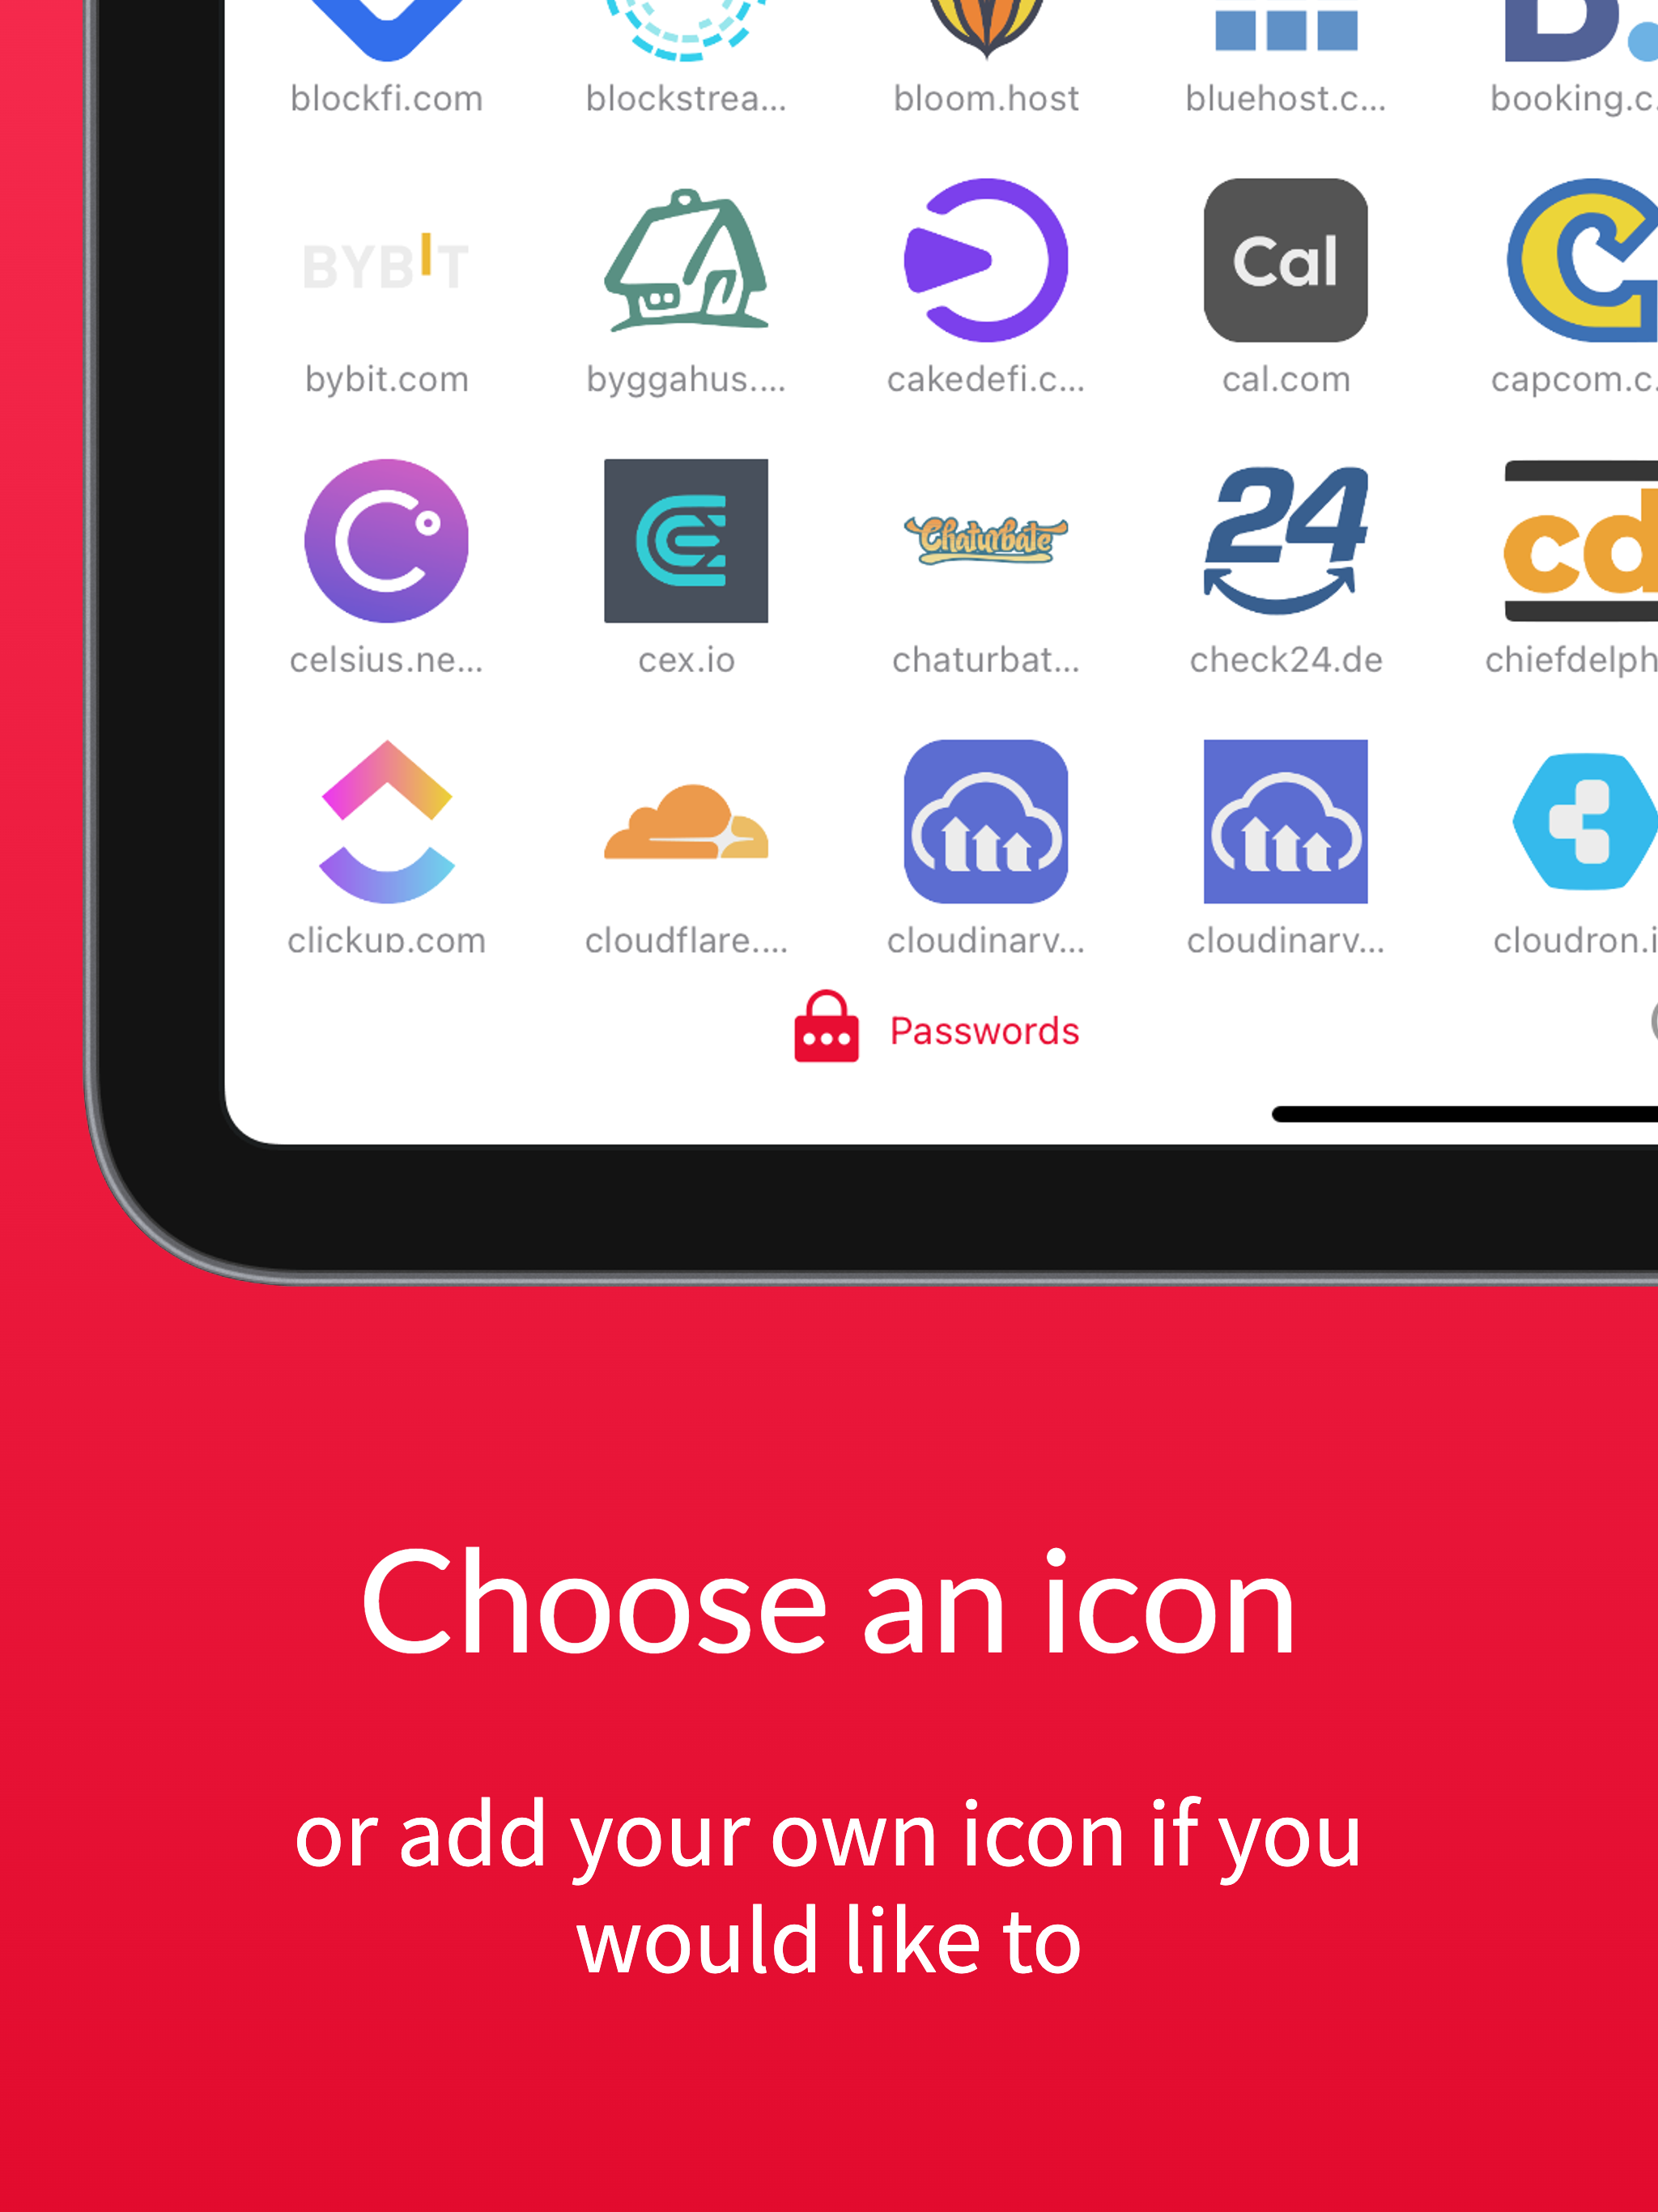 B.
blockfi.com blockstrea... bloom.host bluehost.c... booking.c.
BYBIT Cal C
bybit.com byggahus.... cakedefi.c... cal.com capcom.c.
C Chaturbate 24 cd
celsius.ne... cex.io chaturbat... check24.de chiefdelph
clickup.com cloudflare.... cloudinary... cloudinary... cloudron.i
Passwords
Choose an icon
or add your own icon if you
would like to